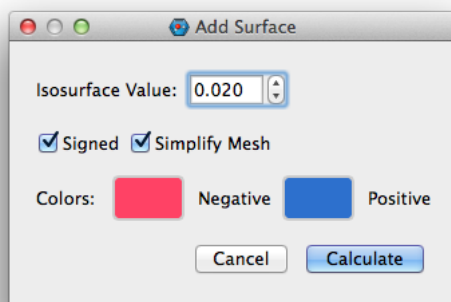 Add Surface
Isosurface Value: 0.020
Signed Simplify Mesh
Colors: Negative Positive
Cancel Calculate